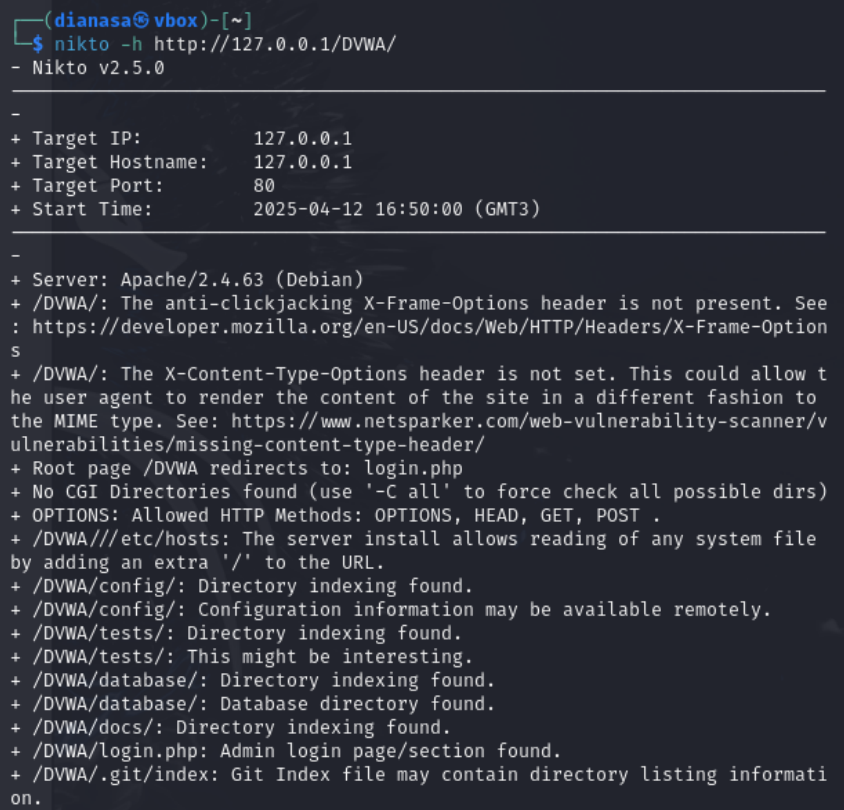 ┌──(dianasa㉿vbox)-[~]
└─$ nikto -h http://127.0.0.1/DVWA/
- Nikto v2.5.0
---------------------------------------------------------------------------
-
+ Target IP:          127.0.0.1
+ Target Hostname:    127.0.0.1
+ Target Port:        80
+ Start Time:         2025-04-12 16:50:00 (GMT3)
---------------------------------------------------------------------------
-
+ Server: Apache/2.4.63 (Debian)
+ /DVWA/: The anti-clickjacking X-Frame-Options header is not present. See
: https://developer.mozilla.org/en-US/docs/Web/HTTP/Headers/X-Frame-Option
s
+ /DVWA/: The X-Content-Type-Options header is not set. This could allow t
he user agent to render the content of the site in a different fashion to
the MIME type. See: https://www.netsparker.com/web-vulnerability-scanner/v
ulnerabilities/missing-content-type-header/
+ Root page /DVWA redirects to: login.php
+ No CGI Directories found (use '-C all' to force check all possible dirs)
+ OPTIONS: Allowed HTTP Methods: OPTIONS, HEAD, GET, POST .
+ /DVWA///etc/hosts: The server install allows reading of any system file
by adding an extra '/' to the URL.
+ /DVWA/config/: Directory indexing found.
+ /DVWA/config/: Configuration information may be available remotely.
+ /DVWA/tests/: Directory indexing found.
+ /DVWA/tests/: This might be interesting.
+ /DVWA/database/: Directory indexing found.
+ /DVWA/database/: Database directory found.
+ /DVWA/docs/: Directory indexing found.
+ /DVWA/login.php: Admin login page/section found.
+ /DVWA/.git/index: Git Index file may contain directory listing informati
on.